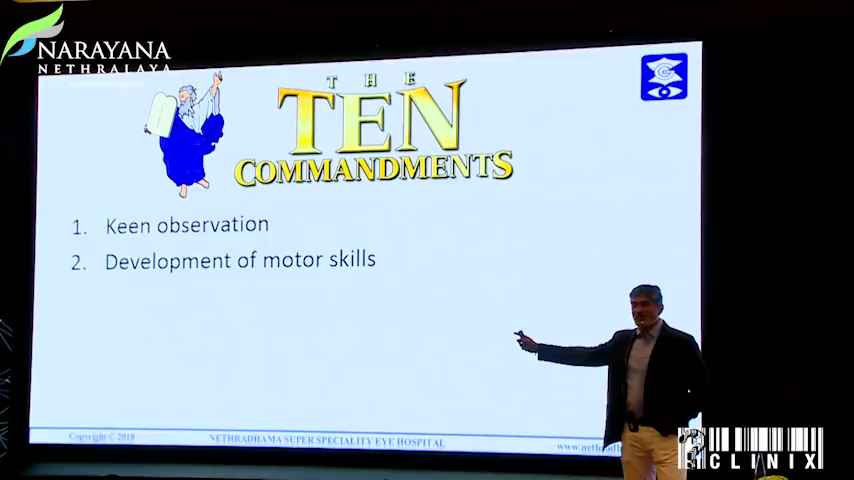 NARAYANA
NETHRALAYA
THE
TEN
COMMANDMENTS
1. Keen observation
2. Development of motor skills
Copyright © 2018 NETHRADHAMA SUPER SPECIALITY EYE HOSPITAL
CLINIX